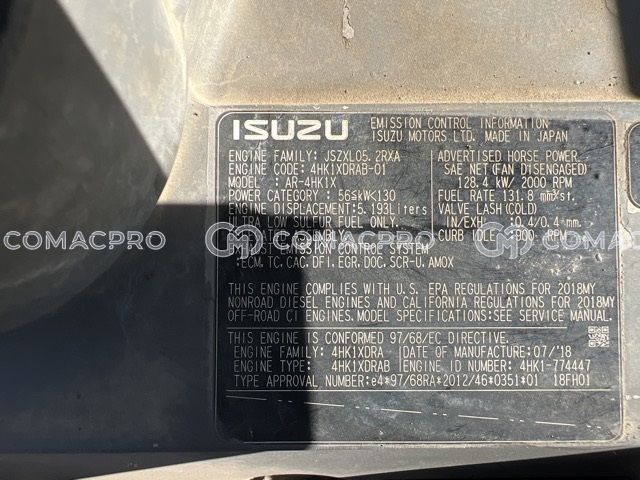 ISUZU
EMISSION CONTROL INFORMATION
ISUZU MOTORS LTD. MADE IN JAPAN
ENGINE FAMILY: JSZXL05.2RXA
ENGINE CODE: 4HK1XDRAB-01
MODEL : AR-4HK1X
POWER CATEGORY : 56≦kW<130
ENGINE DISPLACEMENT:5.193liters
ULTRA LOW SULFUR FUEL ONLY
ONLY
EXHAUST EMISSION CONTROL SYSTEM
:ECM,TC,CAC,DFI,EGR,DOC,SCR-U,AMOX
ADVERTISED HORSE POWER
SAE NET(FAN DISENGAGED)
128.4 kW/ 2000 RPM
FUEL RATE :131.8 mm³/st.
VALVE LASH(COLD)
IN/EXH. :0.4/0.4 mm
CURB IDLE RPM
THIS ENGINE COMPLIES WITH U.S. EPA REGULATIONS FOR 2018MY
NONROAD DIESEL ENGINES AND CALIFORNIA REGULATIONS FOR 2018MY
OFF-ROAD CI ENGINES. MODEL SPECIFICATIONS:SEE SERVICE MANUAL.
THIS ENGINE IS CONFORMED 97/68/EC DIRECTIVE.
ENGINE FAMILY: 4HK1XDRA DATE OF MANUFACTURE:07/'18
ENGINE TYPE: 4HK1XDRAB ENGINE ID NUMBER: 4HK1-774447
TYPE APPROVAL NUMBER:e4*97/68RA*2012/46*0351*01 18FH01
COMACPRO COMACPRO COMACPRO